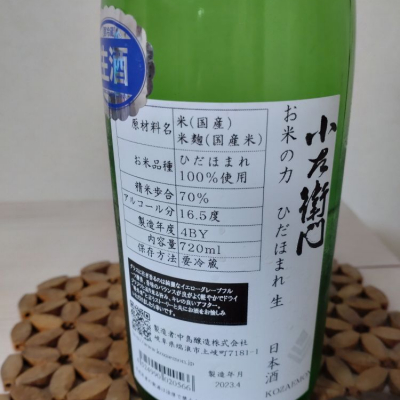 生酒
小左衛門
お米の力 ひだほまれ 生
日本酒
原材料名 米(国産)
米麹(国産米)
お米品種 ひだほまれ
100%使用
精米歩合 70%
アルコール分 16.5度
製造年度 4BY
内容量 720ml
保存方法 要冷蔵
製造者:中島醸造株式会社
岐阜県瑞浪市土岐町7181-1
製造年月
2023.4